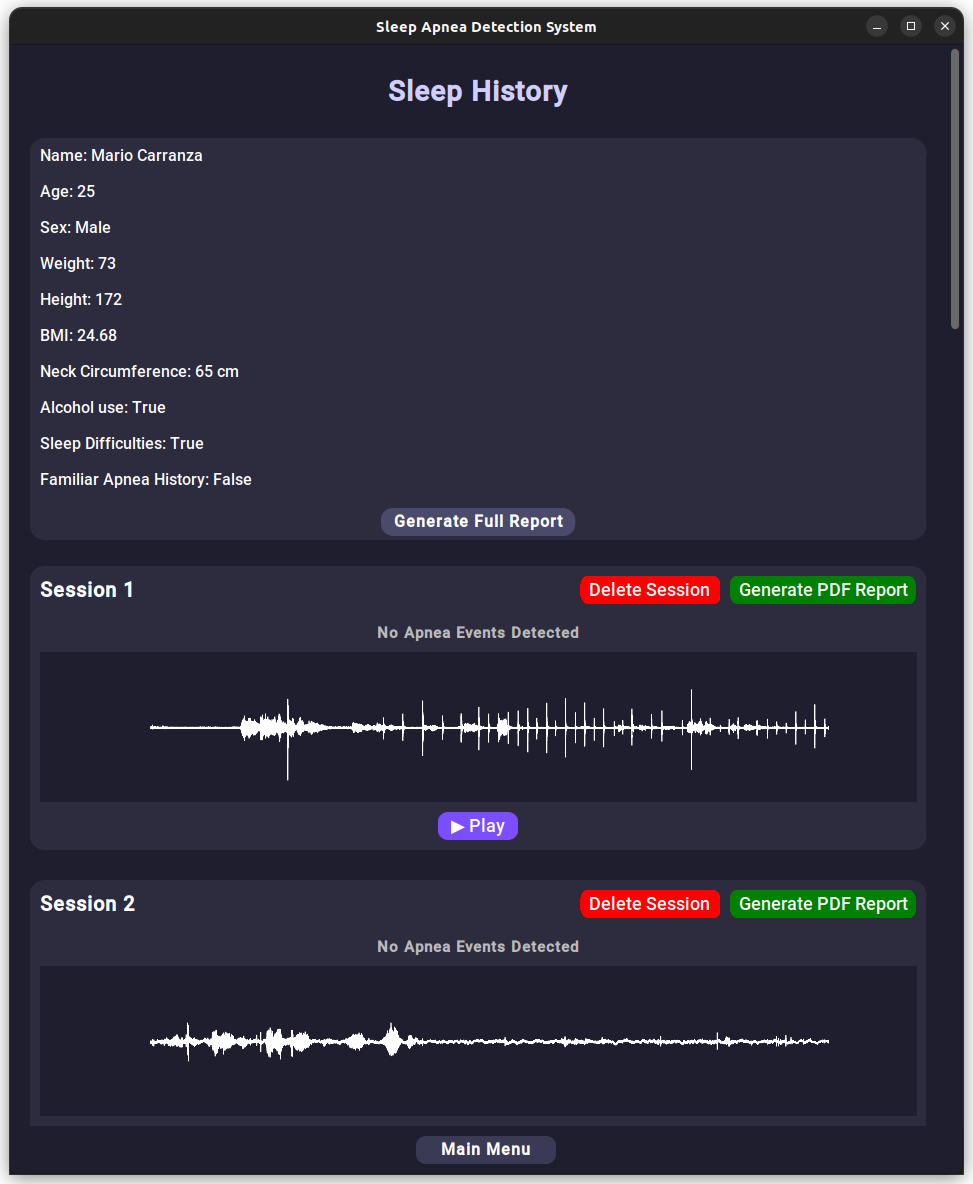 Sleep Apnea Detection System
Sleep History
Name: Mario Carranza
Age: 25
Sex: Male
Weight: 73
Height: 172
BMI: 24.68
Neck Circumference: 65 cm
Alcohol use: True
Sleep Difficulties: True
Familiar Apnea History: False
Generate Full Report
Session 1 Delete Session Generate PDF Report
No Apnea Events Detected
▶ Play
Session 2 Delete Session Generate PDF Report
No Apnea Events Detected
Main Menu